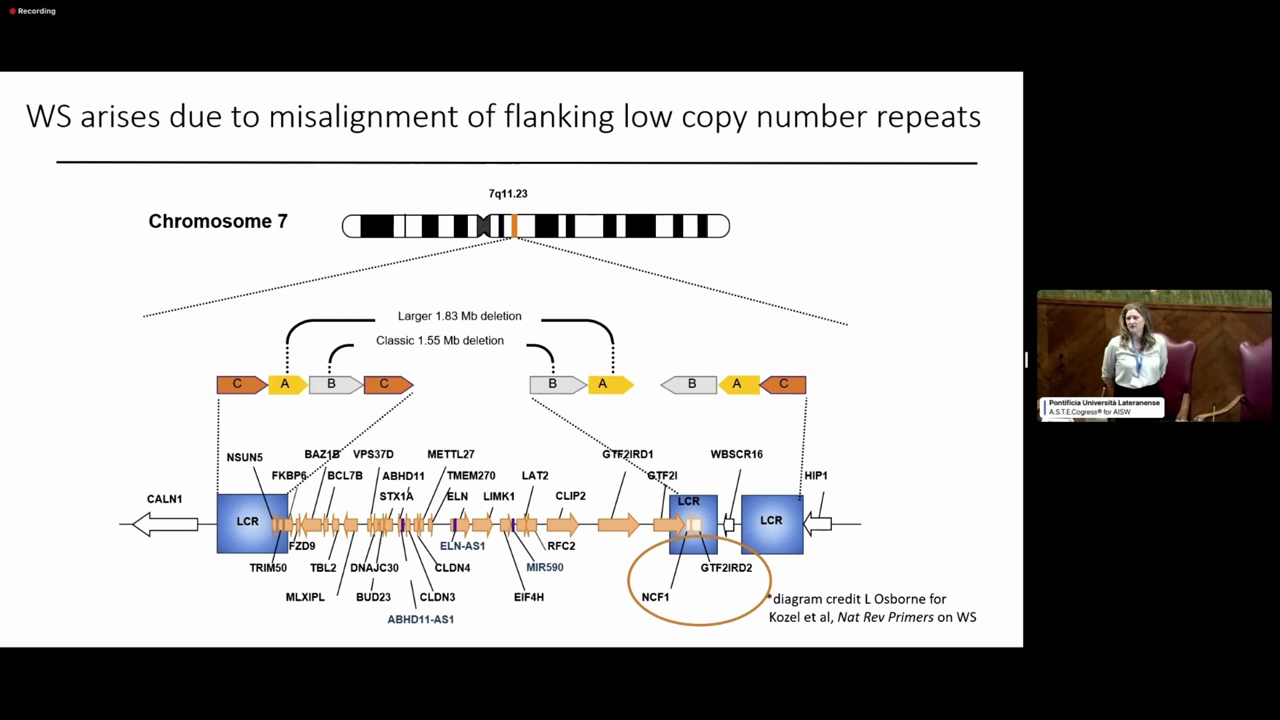 Recording
WS arises due to misalignment of flanking low copy number repeats
7q11.23
Chromosome 7
Larger 1.83 Mb deletion
Classic 1.55 Mb deletion
C A B C B A B A C
BAZ1B VPS37D METTL27 GTF2IRD1 WBSCR16
NSUN5
FKBP6 BCL7B ABHD11 TMEM270 LAT2 GTF2I HIP1
CALN1 STX1A ELN LIMK1 CLIP2 LCR
LCR LCR
FZD9 ELN-AS1 RFC2
TRIM50 TBL2 DNAJC30 CLDN4 MIR590 GTF2IRD2
MLXIPL BUD23 CLDN3 EIF4H NCF1
ABHD11-AS1
*diagram credit L Osborne for
Kozel et al, Nat Rev Primers on WS
Pontificia Università Lateranense
A.S.T.E.Cogress® for AISW